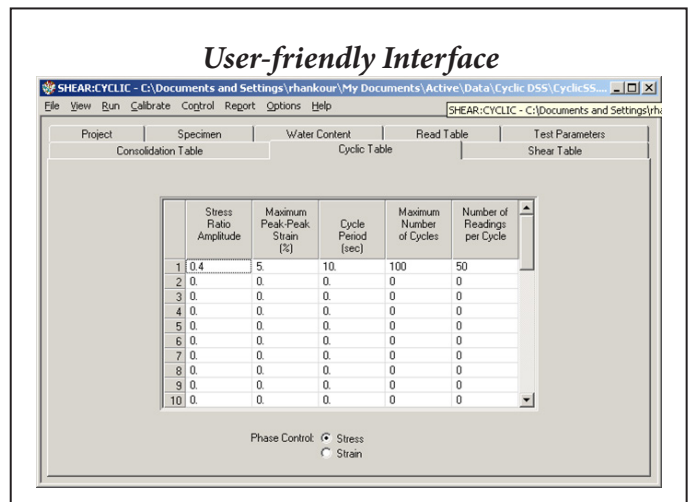 User-friendly Interface
SHEAR:CYCLIC - C:\Documents and Settings\rhankour\My Documents\Active\Data\Cyclic DSS\CyclicSS....
File View Run Calibrate Control Report Options Help
SHEAR:CYCLIC - C:\Documents and Settings\rh
Project Specimen Water Content Read Table Test Parameters
Consolidation Table Cyclic Table Shear Table
Stress Ratio Amplitude
Maximum Peak-Peak Strain (%)
Cycle Period (sec)
Maximum Number of Cycles
Number of Readings per Cycle
1 0.4 5. 10. 100 50
2 0. 0. 0. 0 0
3 0. 0. 0. 0 0
4 0. 0. 0. 0 0
5 0. 0. 0. 0 0
6 0. 0. 0. 0 0
7 0. 0. 0. 0 0
8 0. 0. 0. 0 0
9 0. 0. 0. 0 0
10 0. 0. 0. 0 0
Phase Control: Stress
Strain